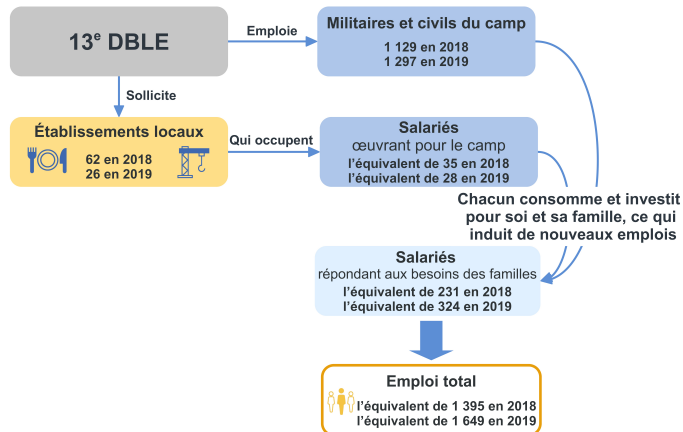 13e DBLE
Emploie
Militaires et civils du camp
1 129 en 2018
1 297 en 2019
Sollicite
Établissements locaux
62 en 2018
26 en 2019
Qui occupent
Salariés
œuvrant pour le camp
l’équivalent de 35 en 2018
l’équivalent de 28 en 2019
Chacun consomme et investit
pour soi et sa famille, ce qui
induit de nouveaux emplois
Salariés
répondant aux besoins des familles
l’équivalent de 231 en 2018
l’équivalent de 324 en 2019
Emploi total
l’équivalent de 1 395 en 2018
l’équivalent de 1 649 en 2019